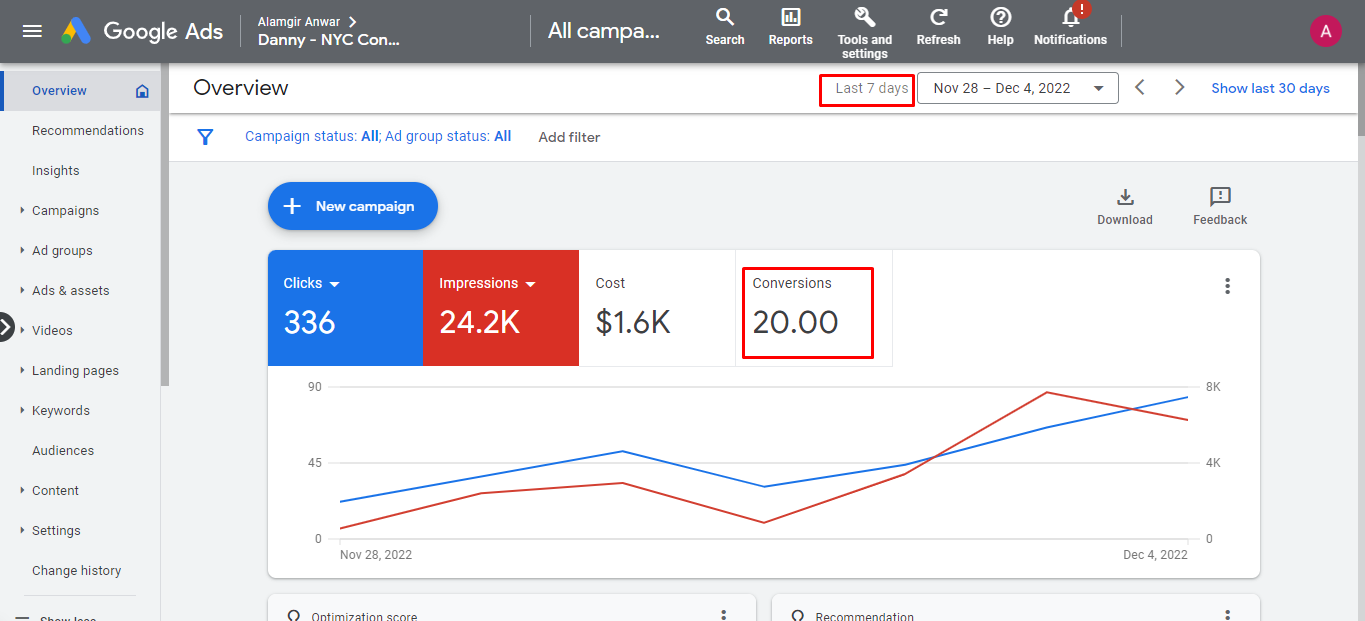 Google Ads
Alamgir Anwar
Danny - NYC Con...
All campa...
Search
Reports
Tools and
settings
Refresh
Help
!
Notifications
A
Overview
Recommendations
Insights
Campaigns
Ad groups
Ads & assets
Videos
Landing pages
Keywords
Audiences
Content
Settings
Change history
Show less
Overview
Last 7 days
Nov 28 – Dec 4, 2022
Show last 30 days
Campaign status: All; Ad group status: All
Add filter
New campaign
Download
Feedback
Clicks
336
Impressions
24.2K
Cost
$1.6K
Conversions
20.00
90
45
0
8K
4K
0
Nov 28, 2022
Dec 4, 2022
Optimization score
Recommendation